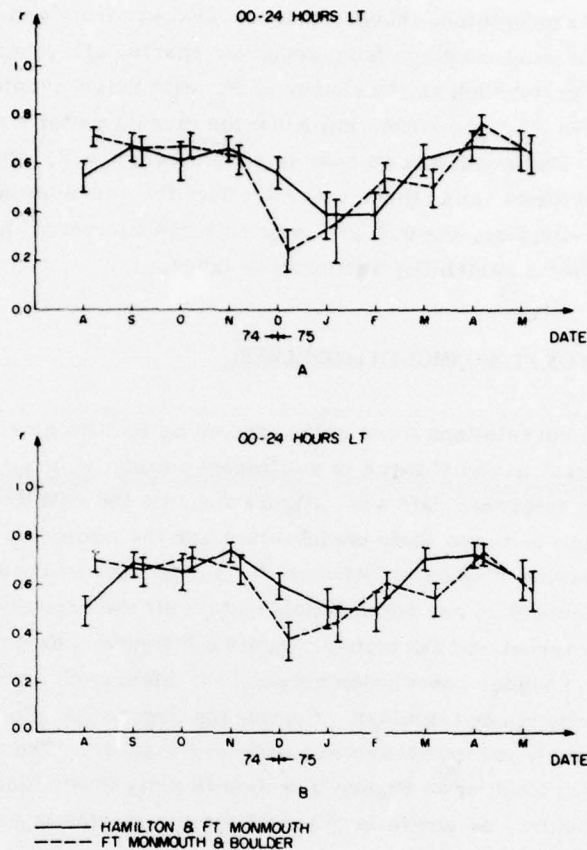 r
00-24 HOURS LT
1.0
0.8
0.6
0.4
0.2
0.0
A S O N D J F M A M
74 75 DATE
A
r
00-24 HOURS LT
1.0
0.8
0.6
0.4
0.2
0.0
A S O N D J F M A M
74 75 DATE
B
HAMILTON & FT MONMOUTH
FT MONMOUTH & BOULDER